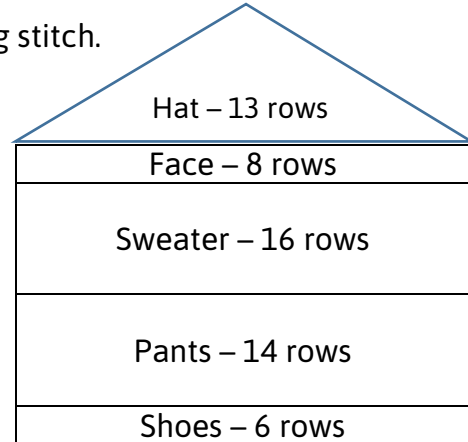 stitch.
Hat – 13 rows
Face – 8 rows
Sweater – 16 rows
Pants – 14 rows
Shoes – 6 rows